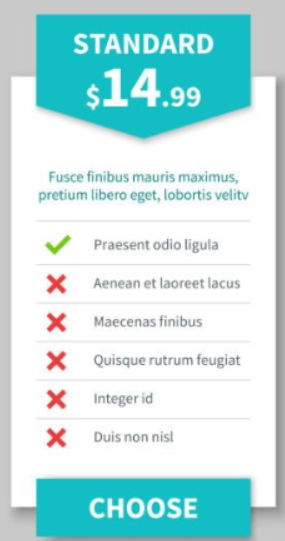 STANDARD
$14.99
Fusce finibus mauris maximus,
pretium libero eget, lobortis velitv
Praesent odio ligula
Aenean et laoreet lacus
Maecenas finibus
Quisque rutrum feugiat
Integer id
Duis non nisl
CHOOSE